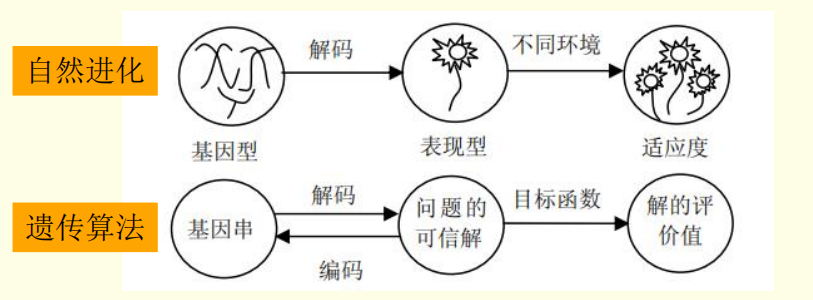 自然进化
解码
不同环境
基因型
表现型
适应度
遗传算法
基因串
解码
编码
问题的
可信解
目标函数
解的评
价值